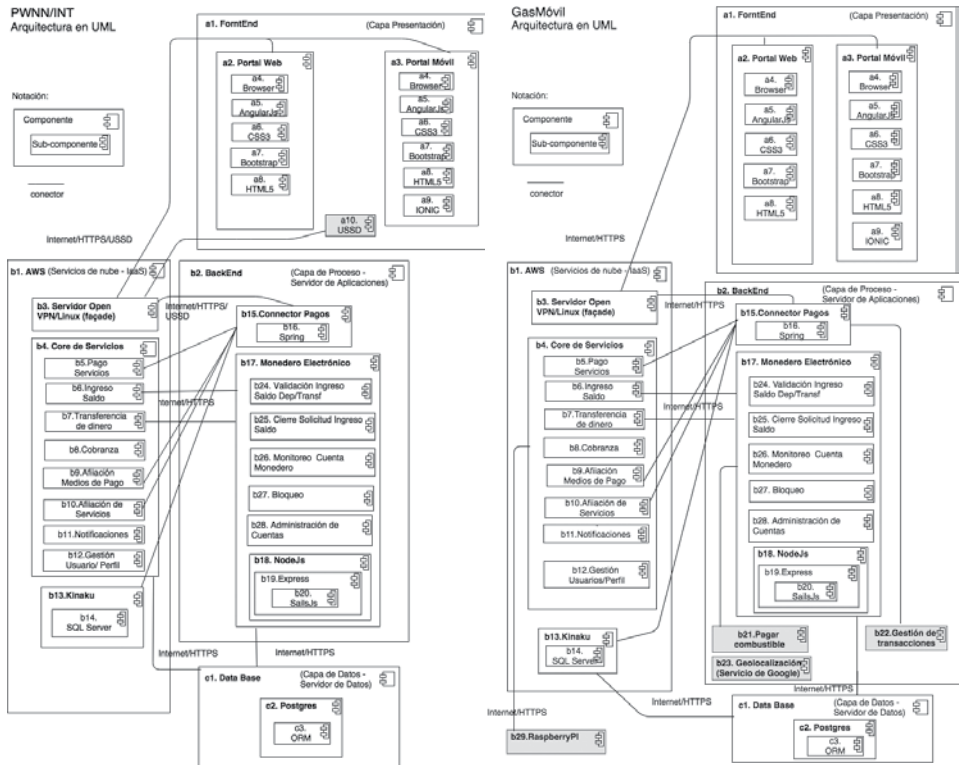 PWNN/INT
Arquitectura en UML
Notación:
Componente
Sub-componente
conector
a1. ForntEnd
(Capa Presentación)
a2. Portal Web
a4.
Browser
a5.
AngularJs
a6.
CSS3
a7.
Bootstrap
a8.
HTML5
a3. Portal Móvil
a4.
Browser
a5.
AngularJs
a6.
CSS3
a7.
Bootstrap
a8.
HTML5
a9.
IONIC
a10.
USSD
Internet/HTTPS/USSD
b1. AWS (Servicios de nube - IaaS)
b3. Servidor Open
VPN/Linux (façade)
b4. Core de Servicios
b5.Pago
Servicios
b6.Ingreso
Saldo
b7.Transferencia
de dinero
b8.Cobranza
b9.Afiliación
Medios de Pago
b10.Afiliación de
Servicios
b11.Notificaciones
b12.Gestión
Usuario/ Perfil
b13.Kinaku
b14.
SQL Server
b2. BackEnd
(Capa de Proceso -
Servidor de Aplicaciones)
Internet/HTTPS/
USSD
b15.Connector Pagos
b16.
Spring
b17. Monedero Electrónico
Internet/HTTPS
b24. Validación Ingreso
Saldo Dep/Transf
b25. Cierre Solicitud Ingreso
Saldo
b26. Monitoreo Cuenta
Monedero
b27. Bloqueo
b28. Administración de
Cuentas
b18. NodeJs
b19.Express
b20.
SailsJs
Internet/HTTPS
Internet/HTTPS
c1. Data Base
(Capa de Datos -
Servidor de Datos)
c2. Postgres
c3.
ORM
GasMóvil
Arquitectura en UML
Notación:
Componente
Sub-componente
conector
a1. ForntEnd
(Capa Presentación)
a2. Portal Web
a4.
Browser
a5.
AngularJs
a6.
CSS3
a7.
Bootstrap
a8.
HTML5
a3. Portal Móvil
a4.
Browser
a5.
AngularJs
a6.
CSS3
a7.
Bootstrap
a8.
HTML5
a9.
IONIC
Internet/HTTPS
b1. AWS (Servicios de nube - IaaS)
b3. Servidor Open
VPN/Linux (façade)
b4. Core de Servicios
b5.Pago
Servicios
b6.Ingreso
Saldo
b7.Transferencia
de dinero
b8.Cobranza
b9.Afiliación
Medios de Pago
b10.Afiliación de
Servicios
b11.Notificaciones
b12.Gestión
Usuarios/Perfil
b13.Kinaku
b14.
SQL Server
b2. BackEnd
(Capa de Proceso -
Servidor de Aplicaciones)
Internet/HTTPS
b15.Connector Pagos
b16.
Spring
b17. Monedero Electrónico
Internet/HTTPS
b24. Validación Ingreso
Saldo Dep/Transf
b25. Cierre Solicitud Ingreso
Saldo
b26. Monitoreo Cuenta
Monedero
b27. Bloqueo
b28. Administración de
Cuentas
b18. NodeJs
b19.Express
b20.
SailsJs
b21.Pagar
combustible
b22.Gestión de
transacciones
b23. Geolocalización
(Servicio de Google)
Internet/HTTPS
Internet/HTTPS
b29.RaspberryPI
c1. Data Base
(Capa de Datos -
Servidor de Datos)
c2. Postgres
c3.
ORM